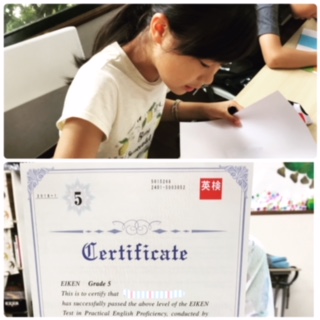 5
英検
Certificate
EIKEN Grade 5
This is to certify that
has successfully passed the above level of the EIKEN
Test in Practical English Proficiency, conducted by